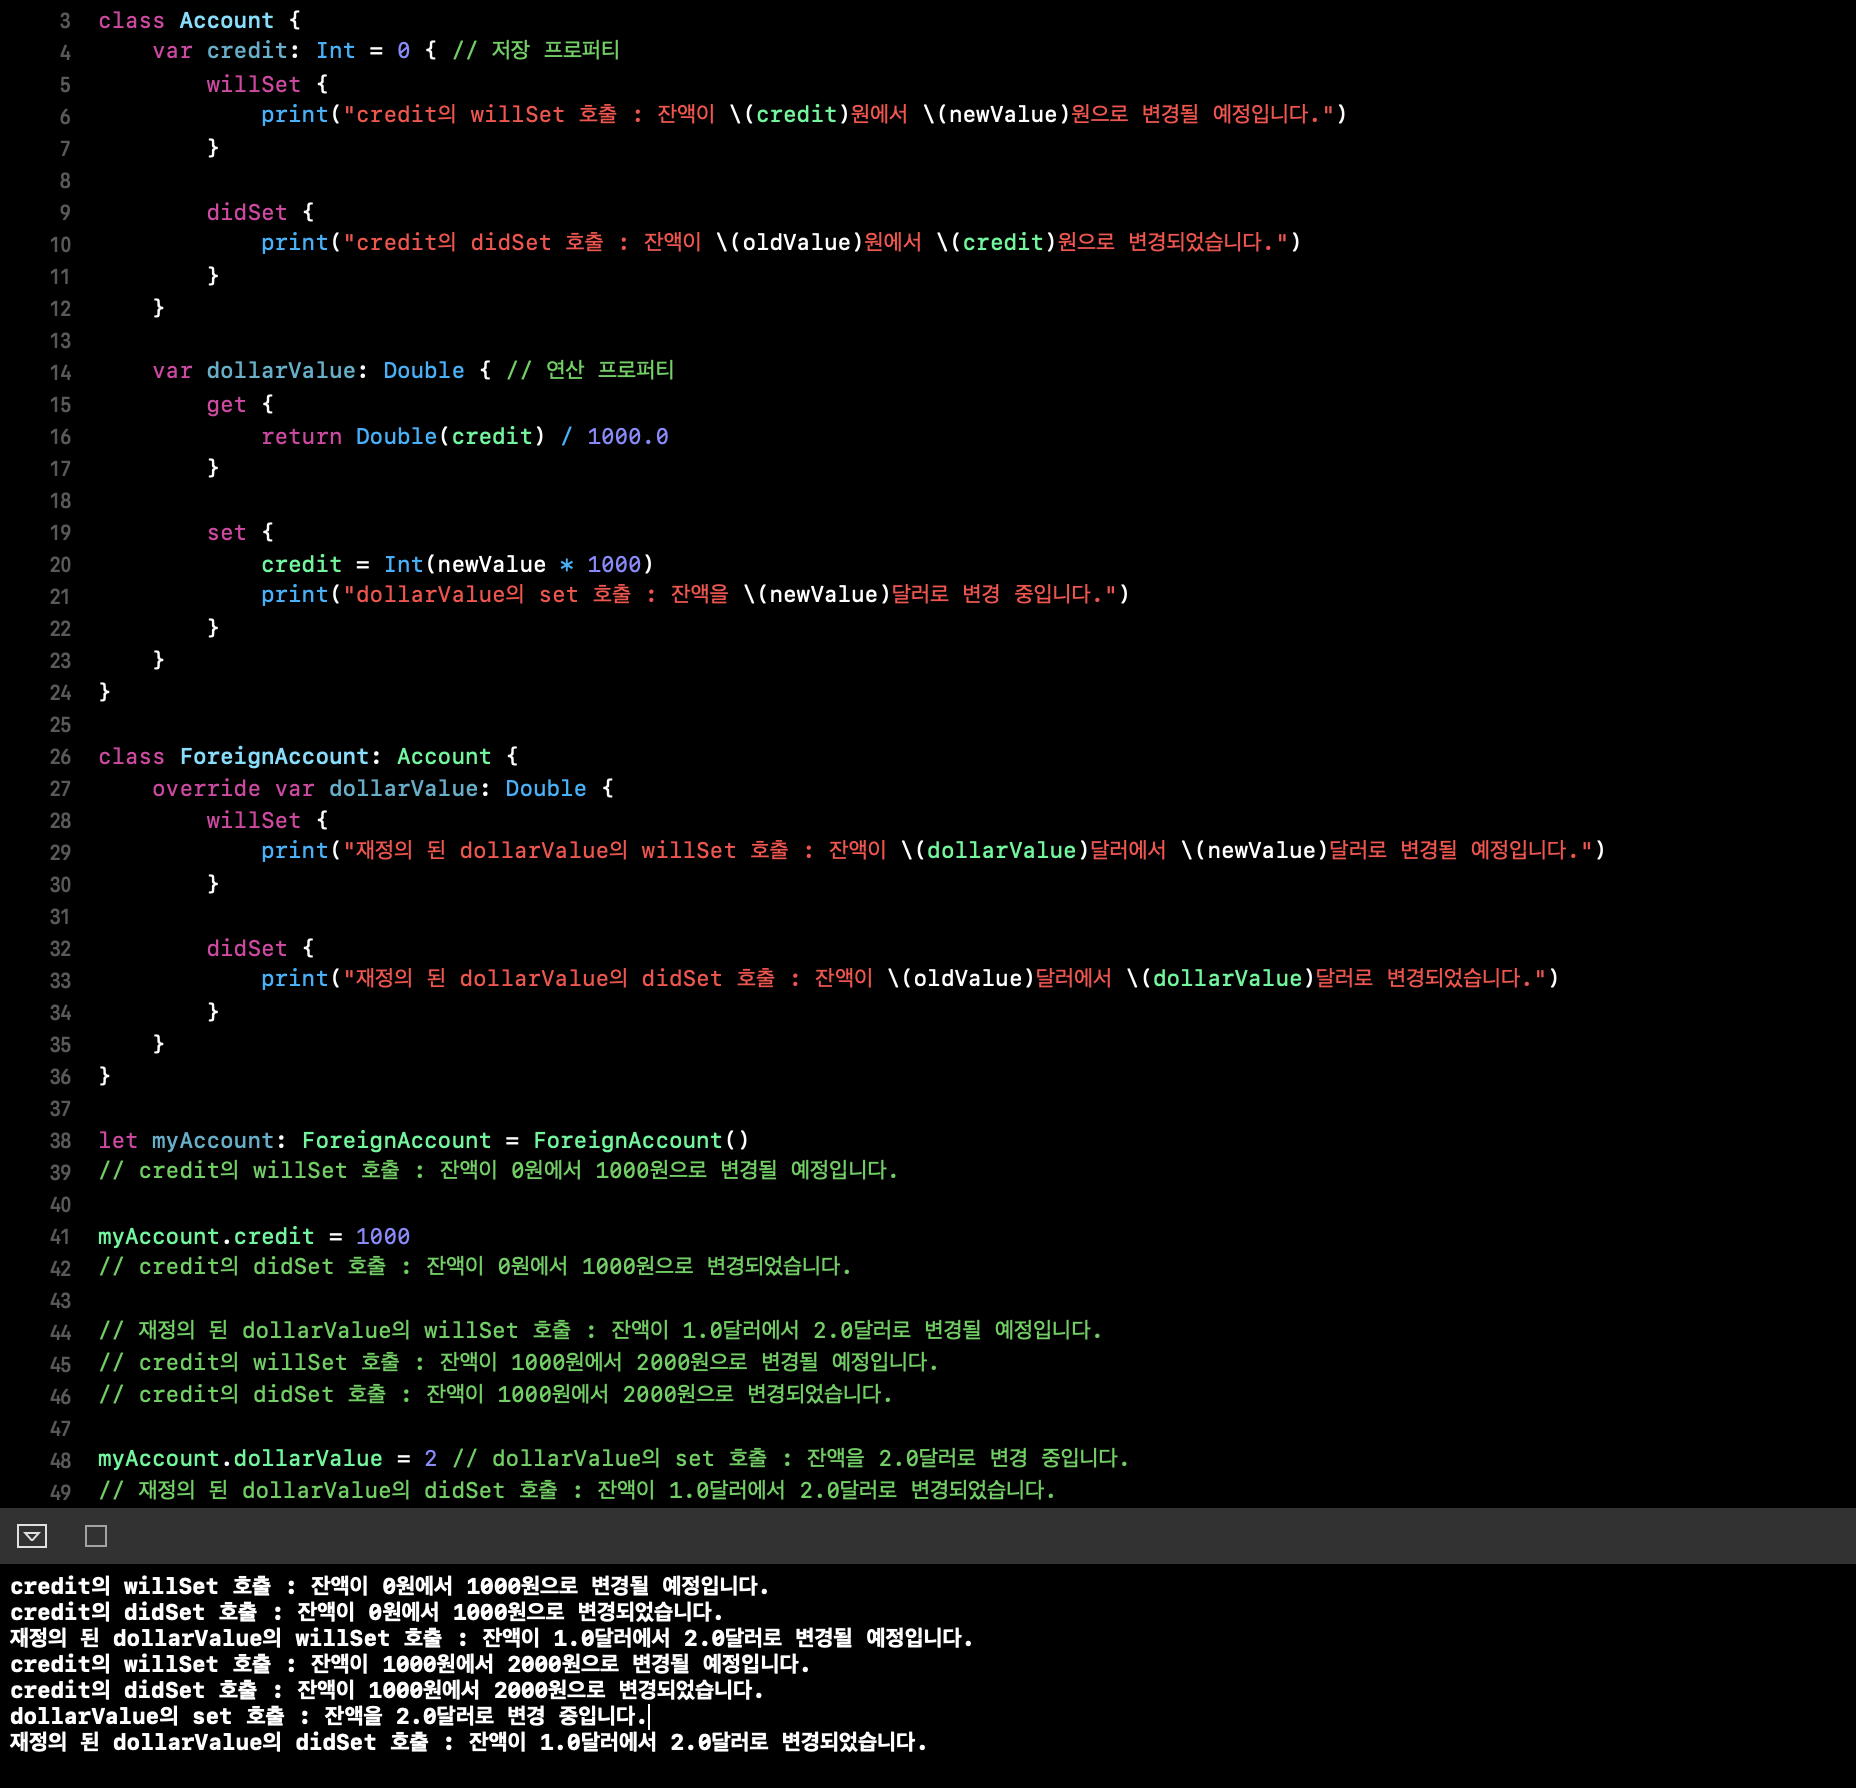 3 class Account {
4     var credit: Int = 0 { // 저장 프로퍼티
5         willSet {
6             print("credit의 willSet 호출 : 잔액이 \(credit)원에서 \(newValue)원으로 변경될 예정입니다.")
7         }
8
9         didSet {
10             print("credit의 didSet 호출 : 잔액이 \(oldValue)원에서 \(credit)원으로 변경되었습니다.")
11         }
12     }
13
14     var dollarValue: Double { // 연산 프로퍼티
15         get {
16             return Double(credit) / 1000.0
17         }
18
19         set {
20             credit = Int(newValue * 1000)
21             print("dollarValue의 set 호출 : 잔액을 \(newValue)달러로 변경 중입니다.")
22         }
23     }
24 }
25
26 class ForeignAccount: Account {
27     override var dollarValue: Double {
28         willSet {
29             print("재정의 된 dollarValue의 willSet 호출 : 잔액이 \(dollarValue)달러에서 \(newValue)달러로 변경될 예정입니다.")
30         }
31
32         didSet {
33             print("재정의 된 dollarValue의 didSet 호출 : 잔액이 \(oldValue)달러에서 \(dollarValue)달러로 변경되었습니다.")
34         }
35     }
36 }
37
38 let myAccount: ForeignAccount = ForeignAccount()
39 // credit의 willSet 호출 : 잔액이 0원에서 1000원으로 변경될 예정입니다.
40
41 myAccount.credit = 1000
42 // credit의 didSet 호출 : 잔액이 0원에서 1000원으로 변경되었습니다.
43
44 // 재정의 된 dollarValue의 willSet 호출 : 잔액이 1.0달러에서 2.0달러로 변경될 예정입니다.
45 // credit의 willSet 호출 : 잔액이 1000원에서 2000원으로 변경될 예정입니다.
46 // credit의 didSet 호출 : 잔액이 1000원에서 2000원으로 변경되었습니다.
47
48 myAccount.dollarValue = 2 // dollarValue의 set 호출 : 잔액을 2.0달러로 변경 중입니다.
49 // 재정의 된 dollarValue의 didSet 호출 : 잔액이 1.0달러에서 2.0달러로 변경되었습니다.
credit의 willSet 호출 : 잔액이 0원에서 1000원으로 변경될 예정입니다.
credit의 didSet 호출 : 잔액이 0원에서 1000원으로 변경되었습니다.
재정의 된 dollarValue의 willSet 호출 : 잔액이 1.0달러에서 2.0달러로 변경될 예정입니다.
credit의 willSet 호출 : 잔액이 1000원에서 2000원으로 변경될 예정입니다.
credit의 didSet 호출 : 잔액이 1000원에서 2000원으로 변경되었습니다.
dollarValue의 set 호출 : 잔액을 2.0달러로 변경 중입니다.
재정의 된 dollarValue의 didSet 호출 : 잔액이 1.0달러에서 2.0달러로 변경되었습니다.